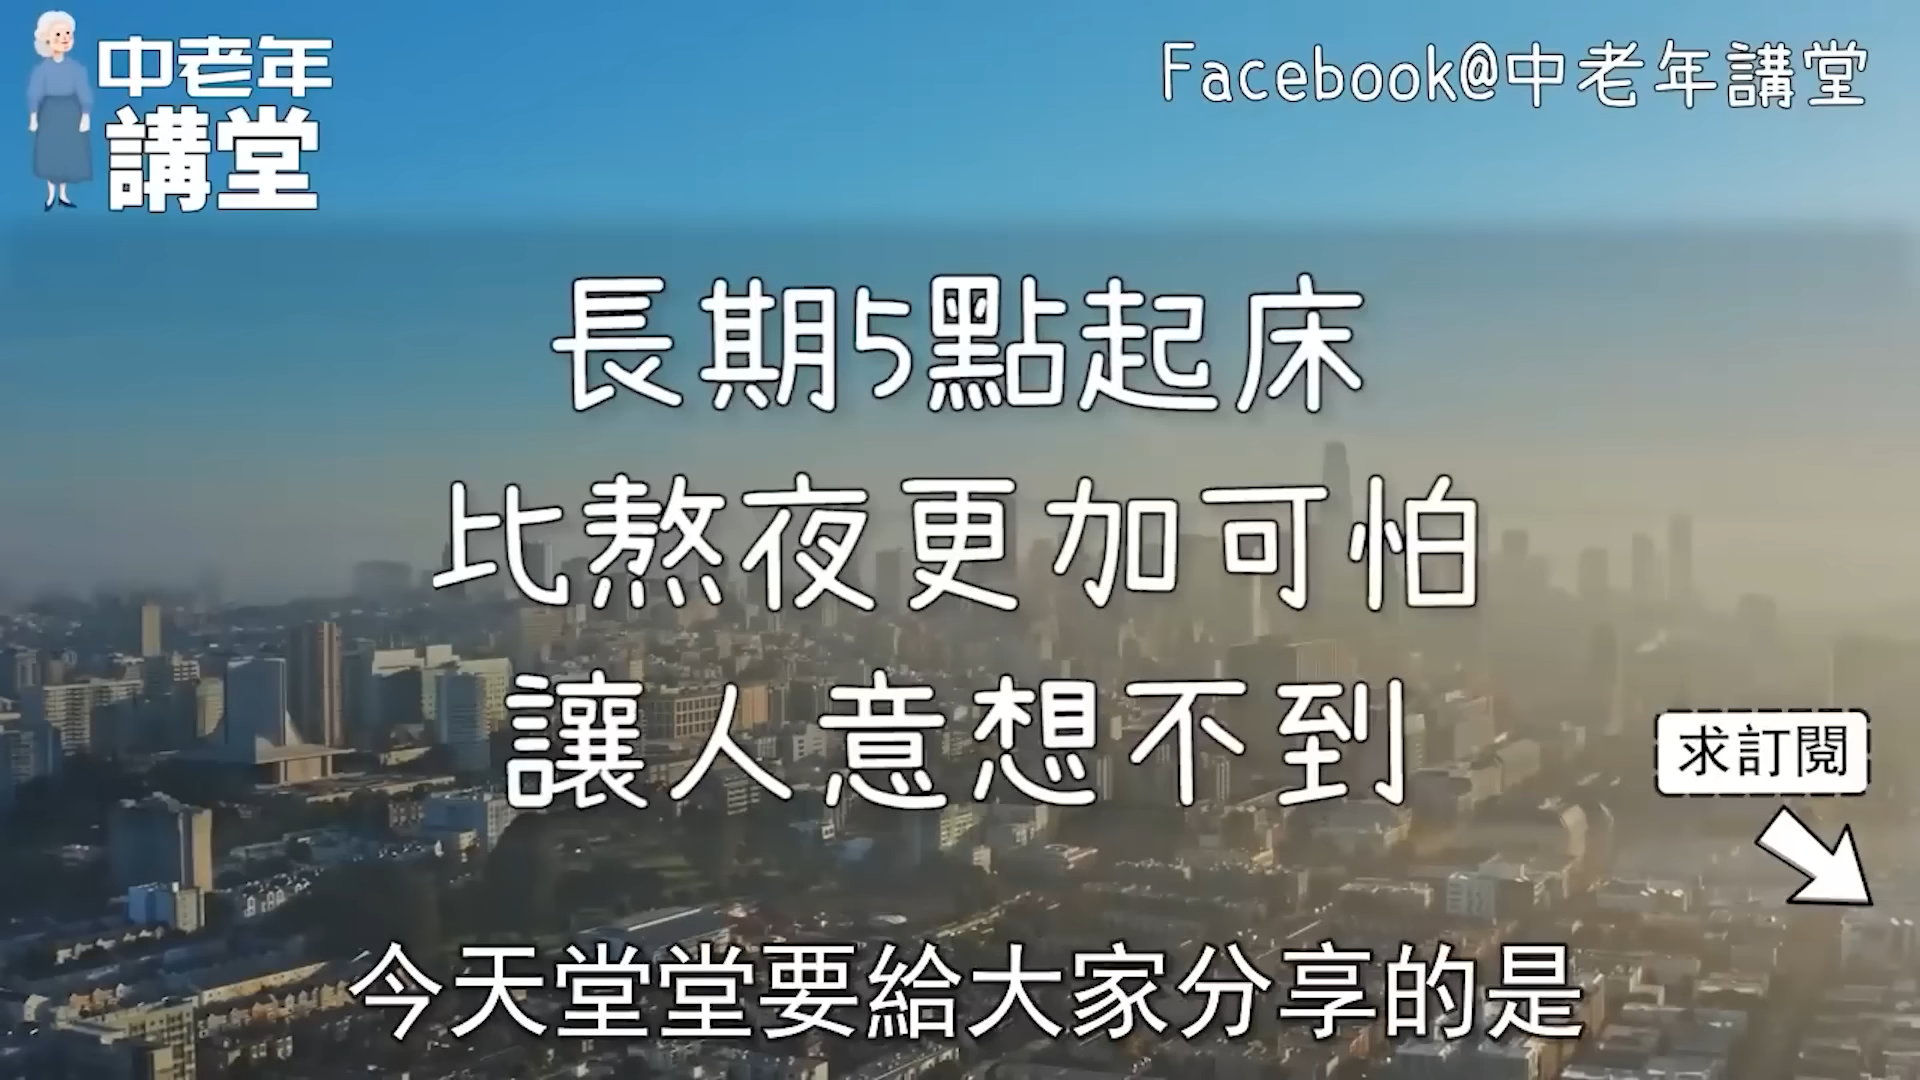 中老年
講堂
Facebook@中老年講堂
長期5點起床
比熬夜更加可怕
讓人意想不到
求訂閱
今天堂堂要給大家分享的是